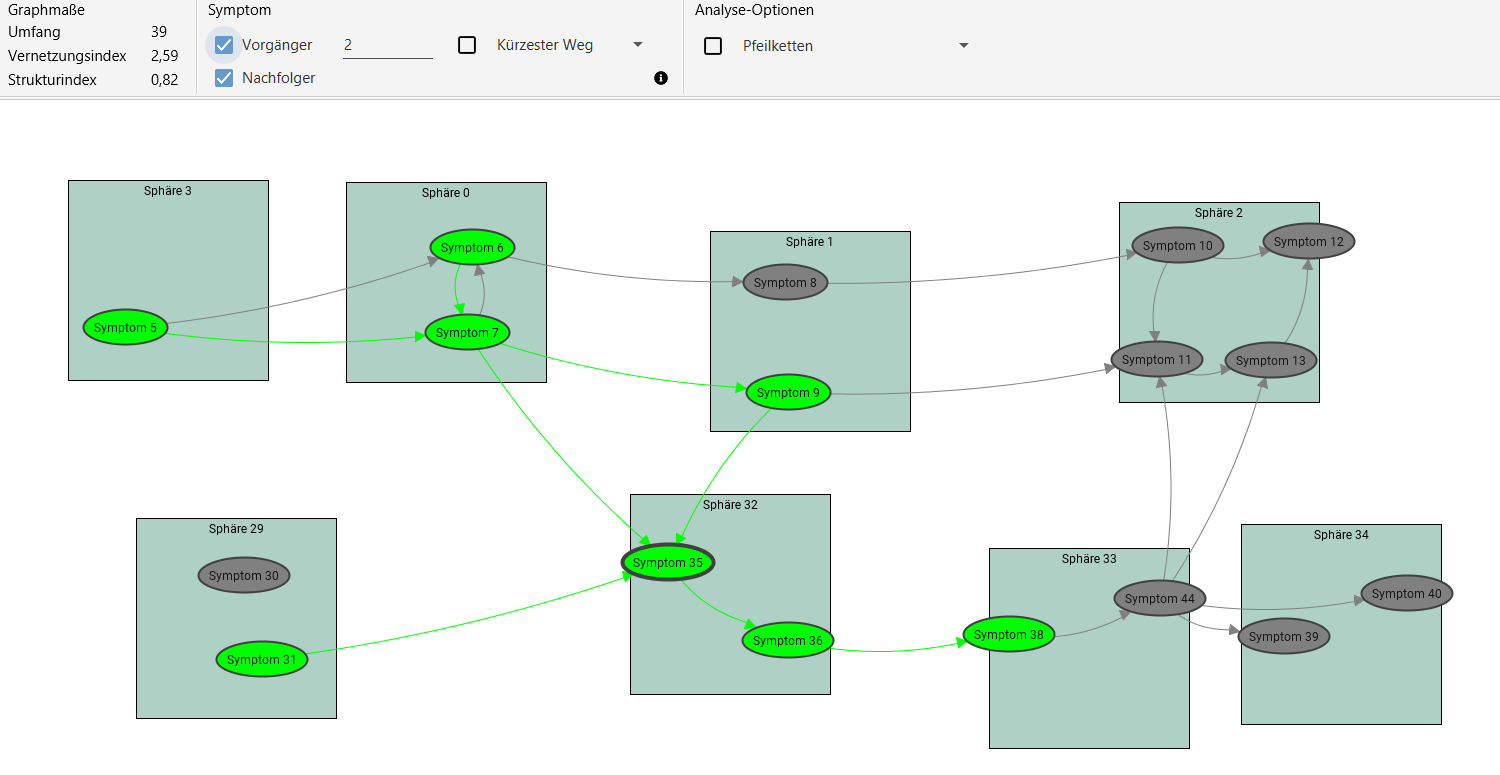 Graphmaße
Umfang 39
Vernetzungsindex 2,59
Strukturindex 0,82
Symptom
Vorgänger 2
Kürzester Weg
Nachfolger
Analyse-Optionen
Pfeilketten
Sphäre 3
Symptom 5
Sphäre 0
Symptom 6
Symptom 7
Sphäre 1
Symptom 8
Symptom 9
Sphäre 2
Symptom 10
Symptom 12
Symptom 11
Symptom 13
Sphäre 29
Symptom 30
Symptom 31
Sphäre 32
Symptom 35
Symptom 36
Sphäre 33
Symptom 44
Symptom 38
Sphäre 34
Symptom 40
Symptom 39